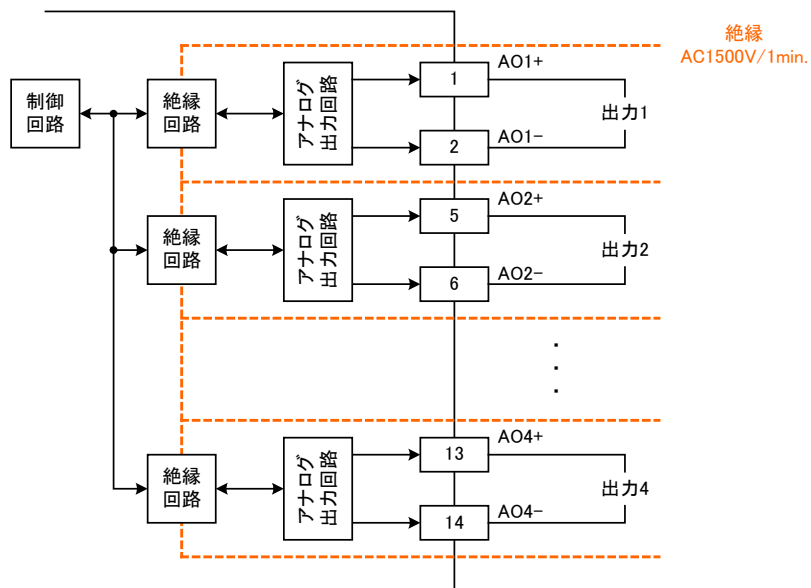 絶縁
AC1500V/1min.
制御
回路
絶縁
回路
アナログ
出力回路
1
AO1+
2
AO1-
出力1
絶縁
回路
アナログ
出力回路
5
AO2+
6
AO2-
出力2
絶縁
回路
アナログ
出力回路
13
AO4+
14
AO4-
出力4